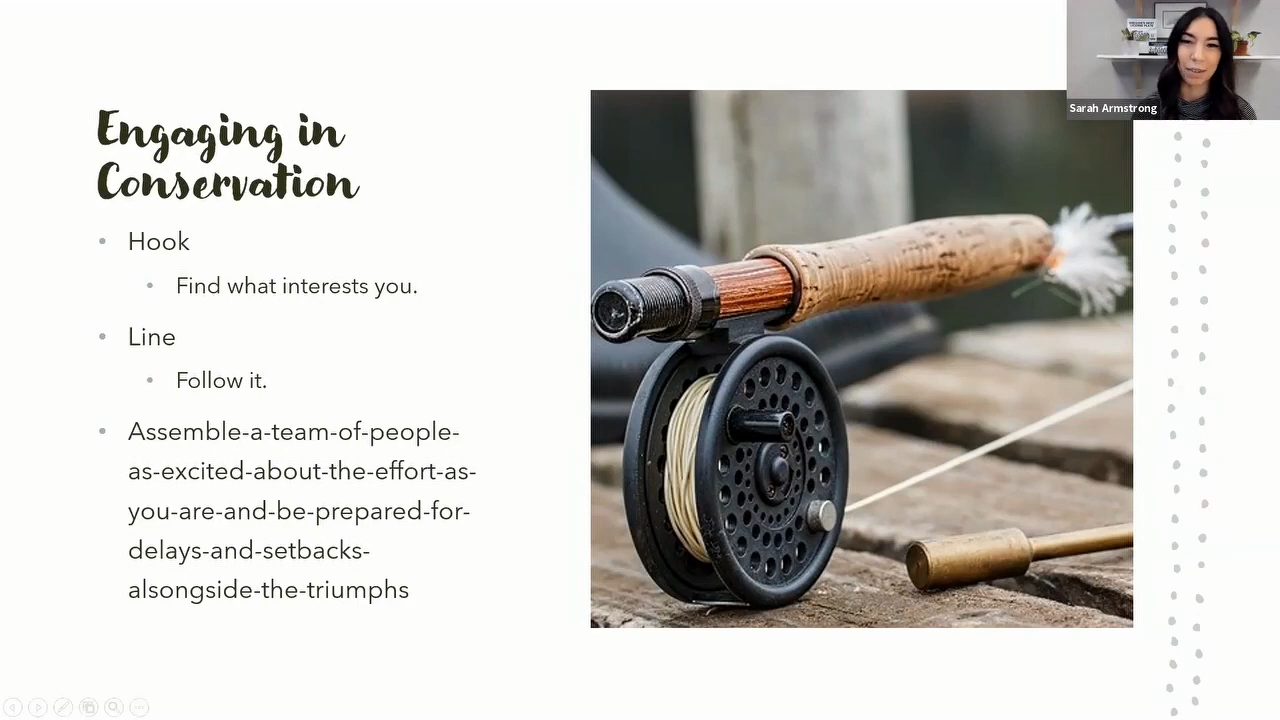 Engaging in
Conservation
Hook
Find what interests you.
Line
Follow it.
Assemble-a-team-of-people-
as-excited-about-the-effort-as-
you-are-and-be-prepared-for-
delays-and-setbacks-
alsongside-the-triumphs
Sarah Armstrong